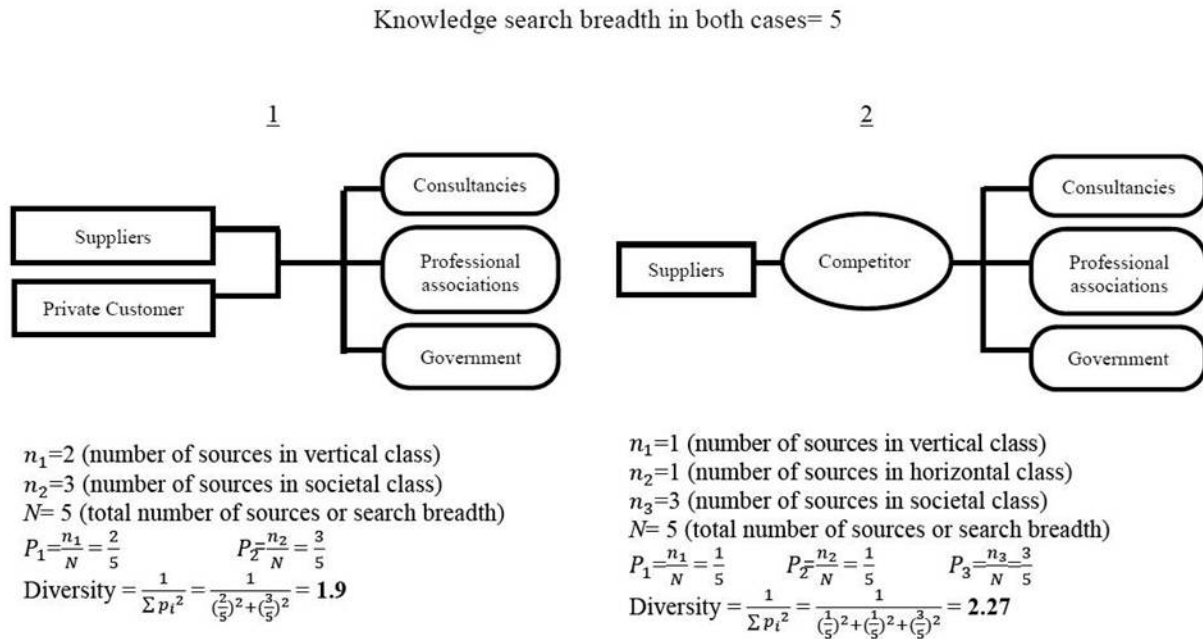 Knowledge search breadth in both cases= 5
1
Suppliers
Private Customer
Consultancies
Professional
associations
Government
n₁=2 (number of sources in vertical class)
n₂=3 (number of sources in societal class)
N= 5 (total number of sources or search breadth)
P₁=n₁/N=2/5 P₂=n₂/N=3/5
Diversity = 1/∑pᵢ² = 1/((2/5)²+(3/5)²) = 1.9
2
Suppliers
Competitor
Consultancies
Professional
associations
Government
n₁=1 (number of sources in vertical class)
n₂=1 (number of sources in horizontal class)
n₃=3 (number of sources in societal class)
N= 5 (total number of sources or search breadth)
P₁=n₁/N=1/5 P₂=n₂/N=1/5 P₃=n₃/N=3/5
Diversity = 1/∑pᵢ² = 1/((1/5)²+(1/5)²+(3/5)²) = 2.27